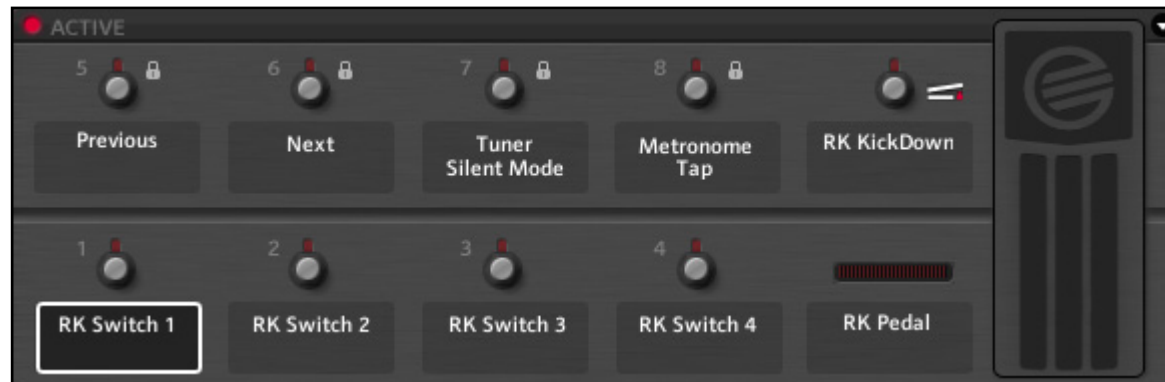 ACTIVE
5
6
7
8
Previous
Next
Tuner
Silent Mode
Metronome
Tap
RK KickDown
1
2
3
4
RK Switch 1
RK Switch 2
RK Switch 3
RK Switch 4
RK Pedal